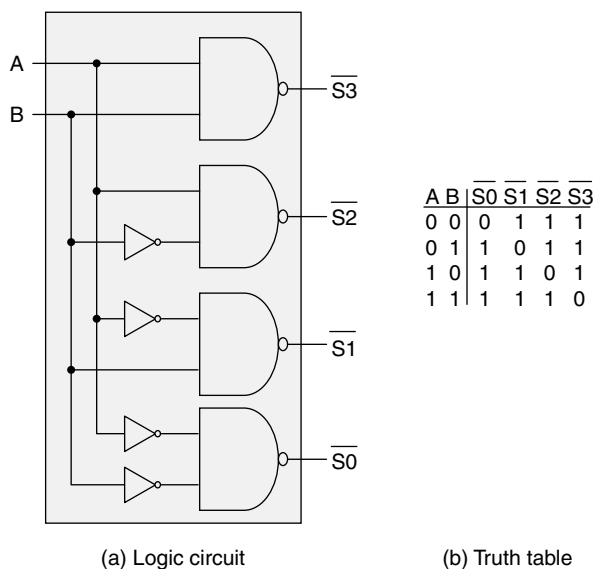 A
B
S3
S2
S1
S0
A B S0 S1 S2 S3
0 0 0 1 1 1
0 1 1 0 1 1
1 0 1 1 0 1
1 1 1 1 1 0
(a) Logic circuit
(b) Truth table